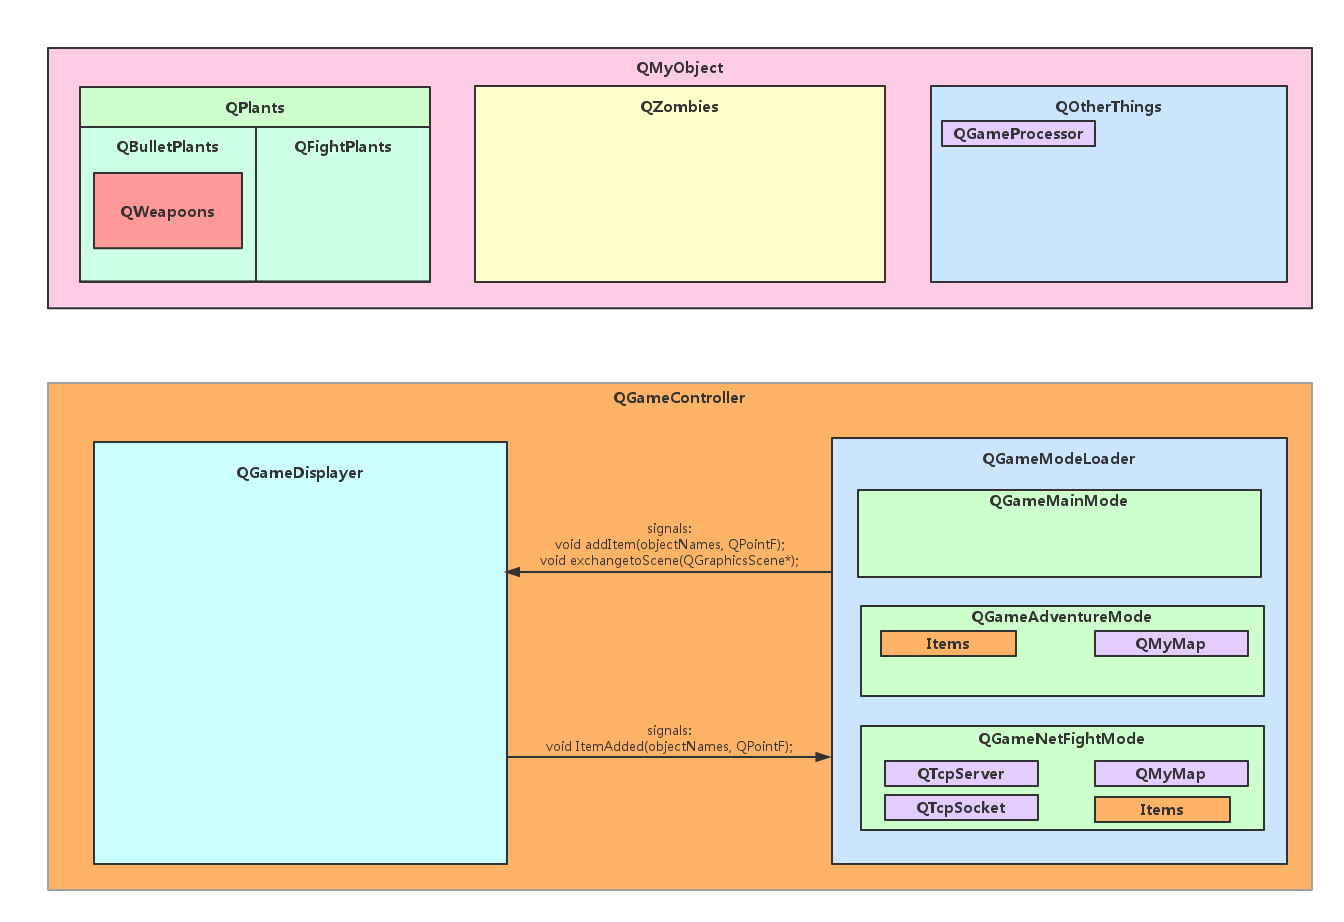 QMyObject
QPlants
QZombies
QOtherThings
QGameProcessor
QBulletPlants
QFightPlants
QWeapoons
QGameController
QGameDisplayer
QGameModeLoader
QGameMainMode
signals:
void addItem(objectNames, QPointF);
void exchangetoScene(QGraphicsScene*);
QGameAdventureMode
Items
QMyMap
signals:
void ItemAdded(objectNames, QPointF);
QGameNetFightMode
QTcpServer
QMyMap
QTcpSocket
Items